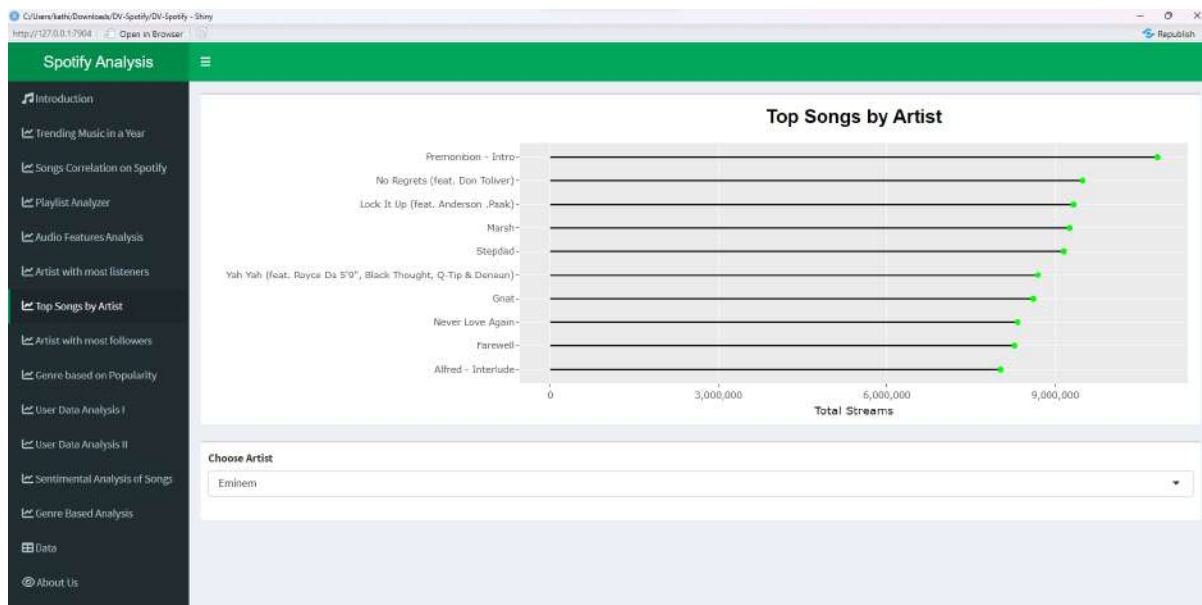 C:/Users/kathi/Downloads/DV-Spotify/DV-Spotify - Shiny
http://127.0.0.1:7904 Open in Browser Republish
Spotify Analysis
Introduction
Trending Music in a Year
Songs Correlation on Spotify
Playlist Analyzer
Audio Features Analysis
Artist with most listeners
Top Songs by Artist
Artist with most followers
Genre based on Popularity
User Data Analysis I
User Data Analysis II
Sentimental Analysis of Songs
Genre Based Analysis
Data
About Us
Top Songs by Artist
Premonition - Intro
No Regrets (feat. Don Toliver)
Lock It Up (feat. Anderson .Paak)
Marsh
Stepdad
Yah Yah (feat. Royce Da 5'9", Black Thought, Q-Tip & Denaun)
Gnat
Never Love Again
Farewell
Alfred - Interlude
0 3,000,000 6,000,000 9,000,000
Total Streams
Choose Artist
Eminem